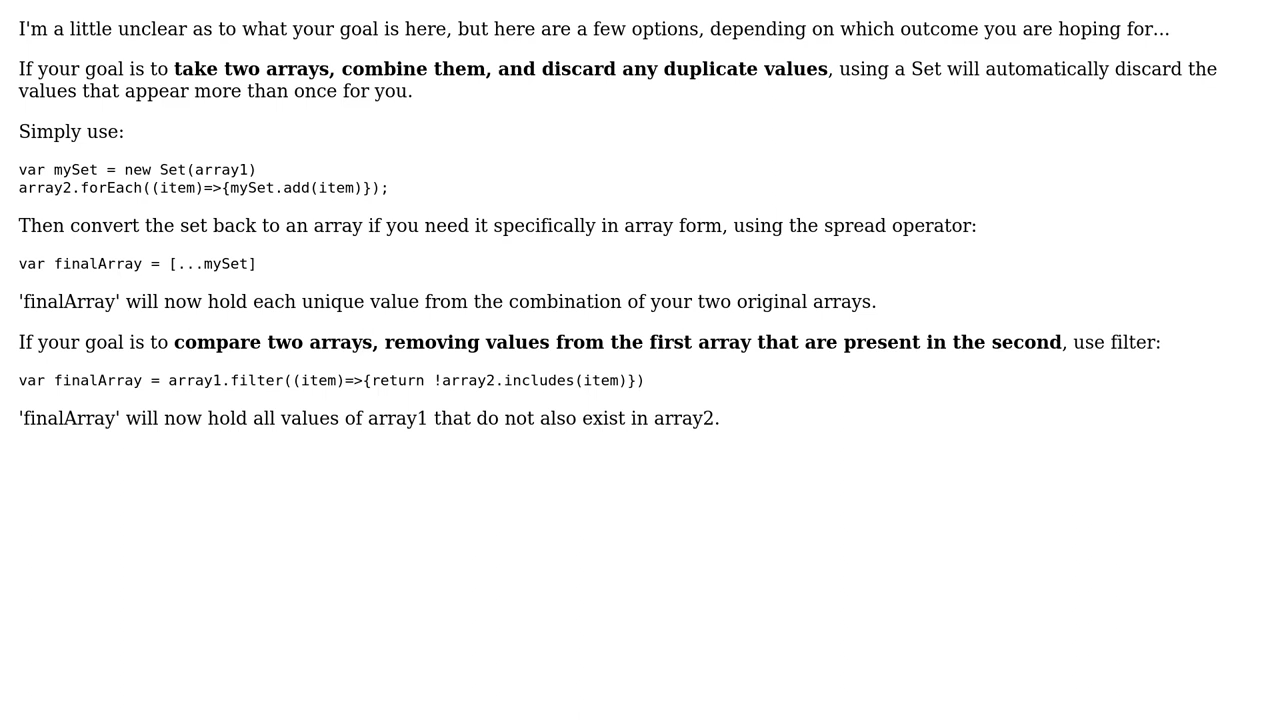 I'm a little unclear as to what your goal is here, but here are a few options, depending on which outcome you are hoping for...
If your goal is to take two arrays, combine them, and discard any duplicate values, using a Set will automatically discard the
values that appear more than once for you.
Simply use:
var mySet = new Set(array1)
array2.forEach((item)=>{mySet.add(item)});
Then convert the set back to an array if you need it specifically in array form, using the spread operator:
var finalArray = [...mySet]
'finalArray' will now hold each unique value from the combination of your two original arrays.
If your goal is to compare two arrays, removing values from the first array that are present in the second, use filter:
var finalArray = array1.filter((item)=>{return !array2.includes(item)})
'finalArray' will now hold all values of array1 that do not also exist in array2.